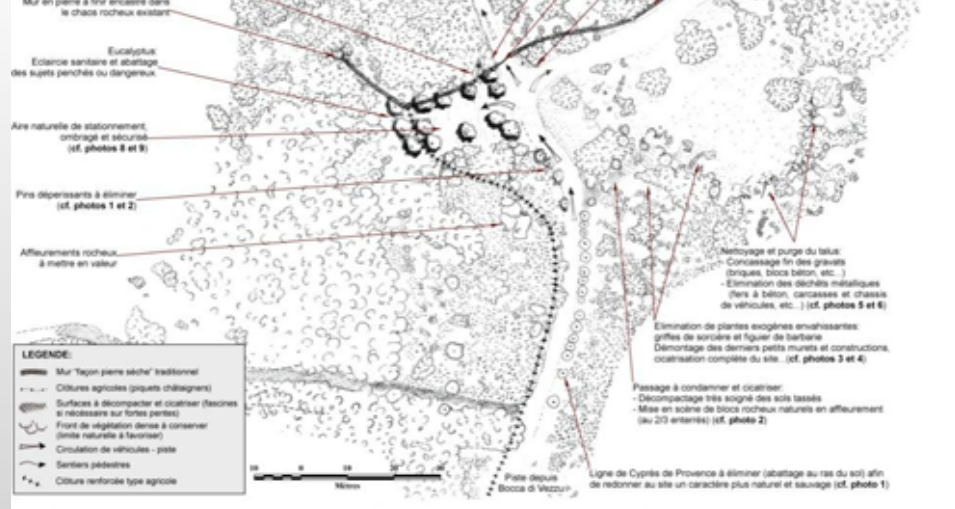 Mur en pierre à finir encastré dans
le chaos rocheux existant
Eucalyptus:
Eclaircie sanitaire et abattage
des sujets penchés ou dangereux.
Aire naturelle de stationnement,
ombragé et sécurisé
(cf. photos 8 et 9)
Pins dépérissants à éliminer
(cf. photos 1 et 2)
Affleurements rocheux
à mettre en valeur
Nettoyage et purge du talus:
- Concassage fin des gravats
(briques, blocs béton, etc...)
- Elimination des déchêts métalliques
(fers à béton, carcasses et chassis
de véhicules, etc...) (cf. photos 5 et 6)
Elimination de plantes exogènes envahissantes:
griffes de sorcière et figuier de barbarie
Démontage des derniers petits murets et constructions,
cicatrisation complète du site...(cf. photos 3 et 4)
Passage à condamner et cicatriser:
- Décompactage très soigné des sols tassés
- Mise en scène de blocs rocheux naturels en affleurement
(au 2/3 enterrés) (cf. photo 2)
Ligne de Cyprès de Provence à éliminer (abattage au ras du sol) afin
de redonner au site un caractère plus naturel et sauvage (cf. photo 1)
Piste depuis
Bocca di Vezzu
LEGENDE:
Mur "façon pierre sèche" traditionnel
Clôtures agricoles (piquets châtaigners)
Surfaces à décompacter et cicatriser (fascines
si nécessaire sur fortes pentes)
Front de végétation dense à conserver
(limite naturelle à favoriser)
Circulation de véhicules - piste
Sentiers pédestres
Clôture renforcée type agricole
10 0 10 20 30
Mètres